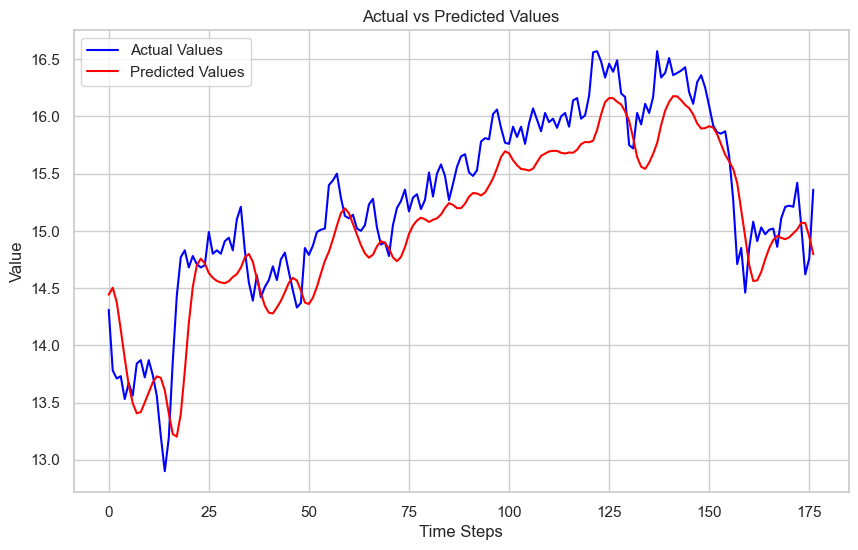 Actual vs Predicted Values
Actual Values
Predicted Values
16.5
16.0
15.5
15.0
14.5
14.0
13.5
13.0
Value
0 25 50 75 100 125 150 175
Time Steps